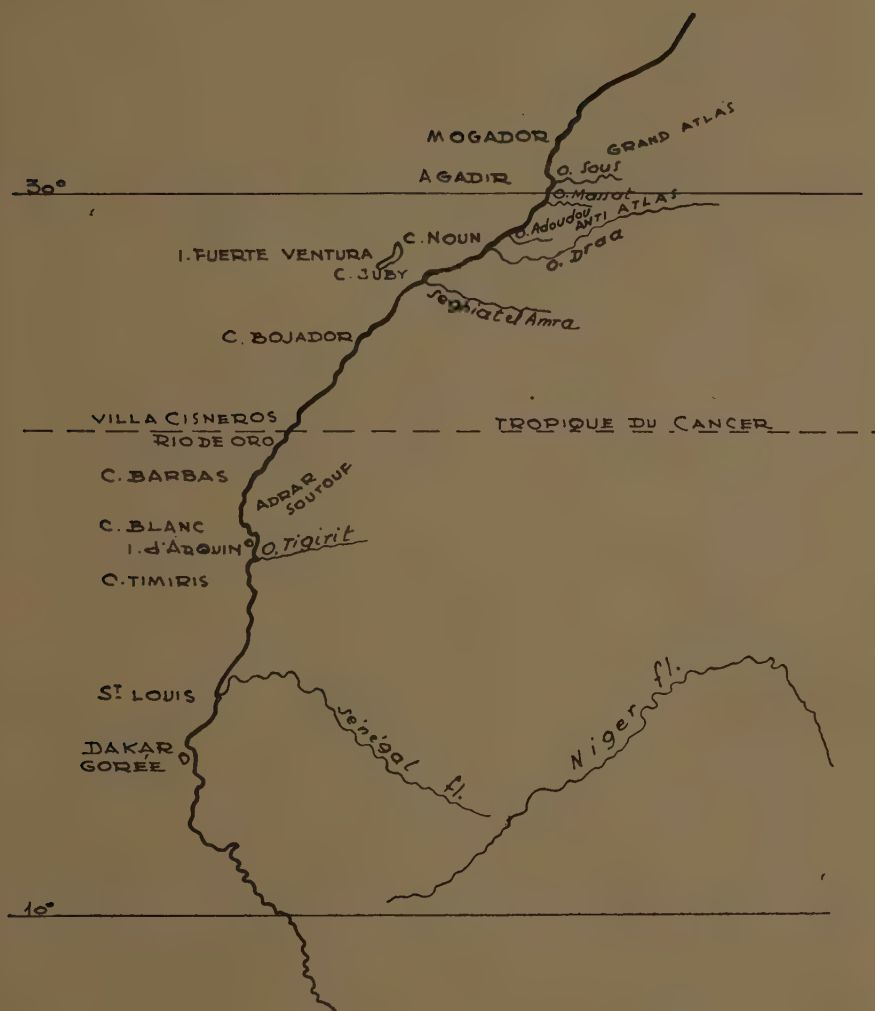 MOGADOR
GRAND ATLAS
AGADIR
O. Sous
30°
O. Massat
O. Adoudou
ANTI ATLAS
C. NOUN
I. FUERTE VENTURA
O. Draa
C. JUBY
Seghiat el Amra
C. BOJADOR
VILLA CISNEROS
TROPIQUE DU CANCER
RIO DE ORO
C. BARBAS
ADRAR
SOUTOUF
C. BLANC
I. d'ARQUIN
O. Tigirit
C. TIMIRIS
ST LOUIS
Sénégal fl.
Niger fl.
DAKAR
GORÉE
10°